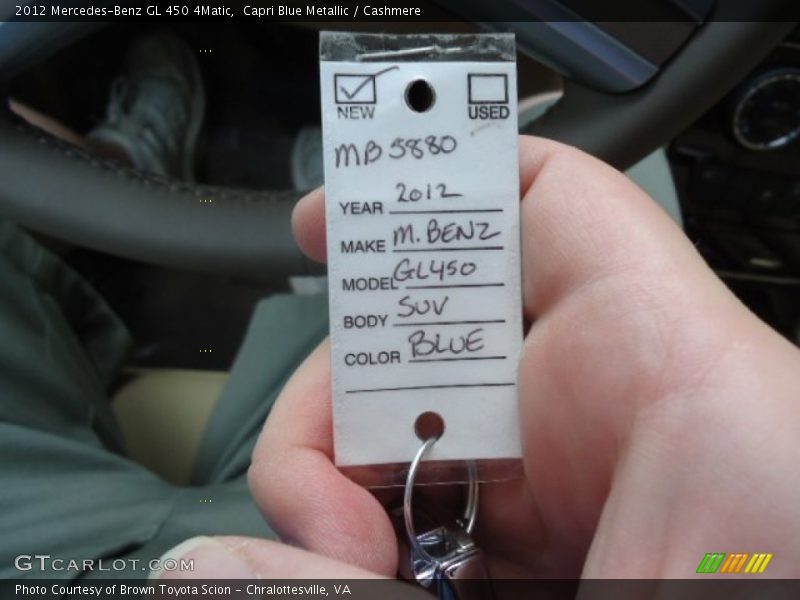 2012 Mercedes-Benz GL 450 4Matic,  Capri Blue Metallic / Cashmere
NEW USED
MB5880
YEAR 2012
MAKE M. BENZ
MODEL GL450
BODY SUV
COLOR BLUE
GTCARLOT.COM
Photo Courtesy of Brown Toyota Scion - Chralottesville, VA